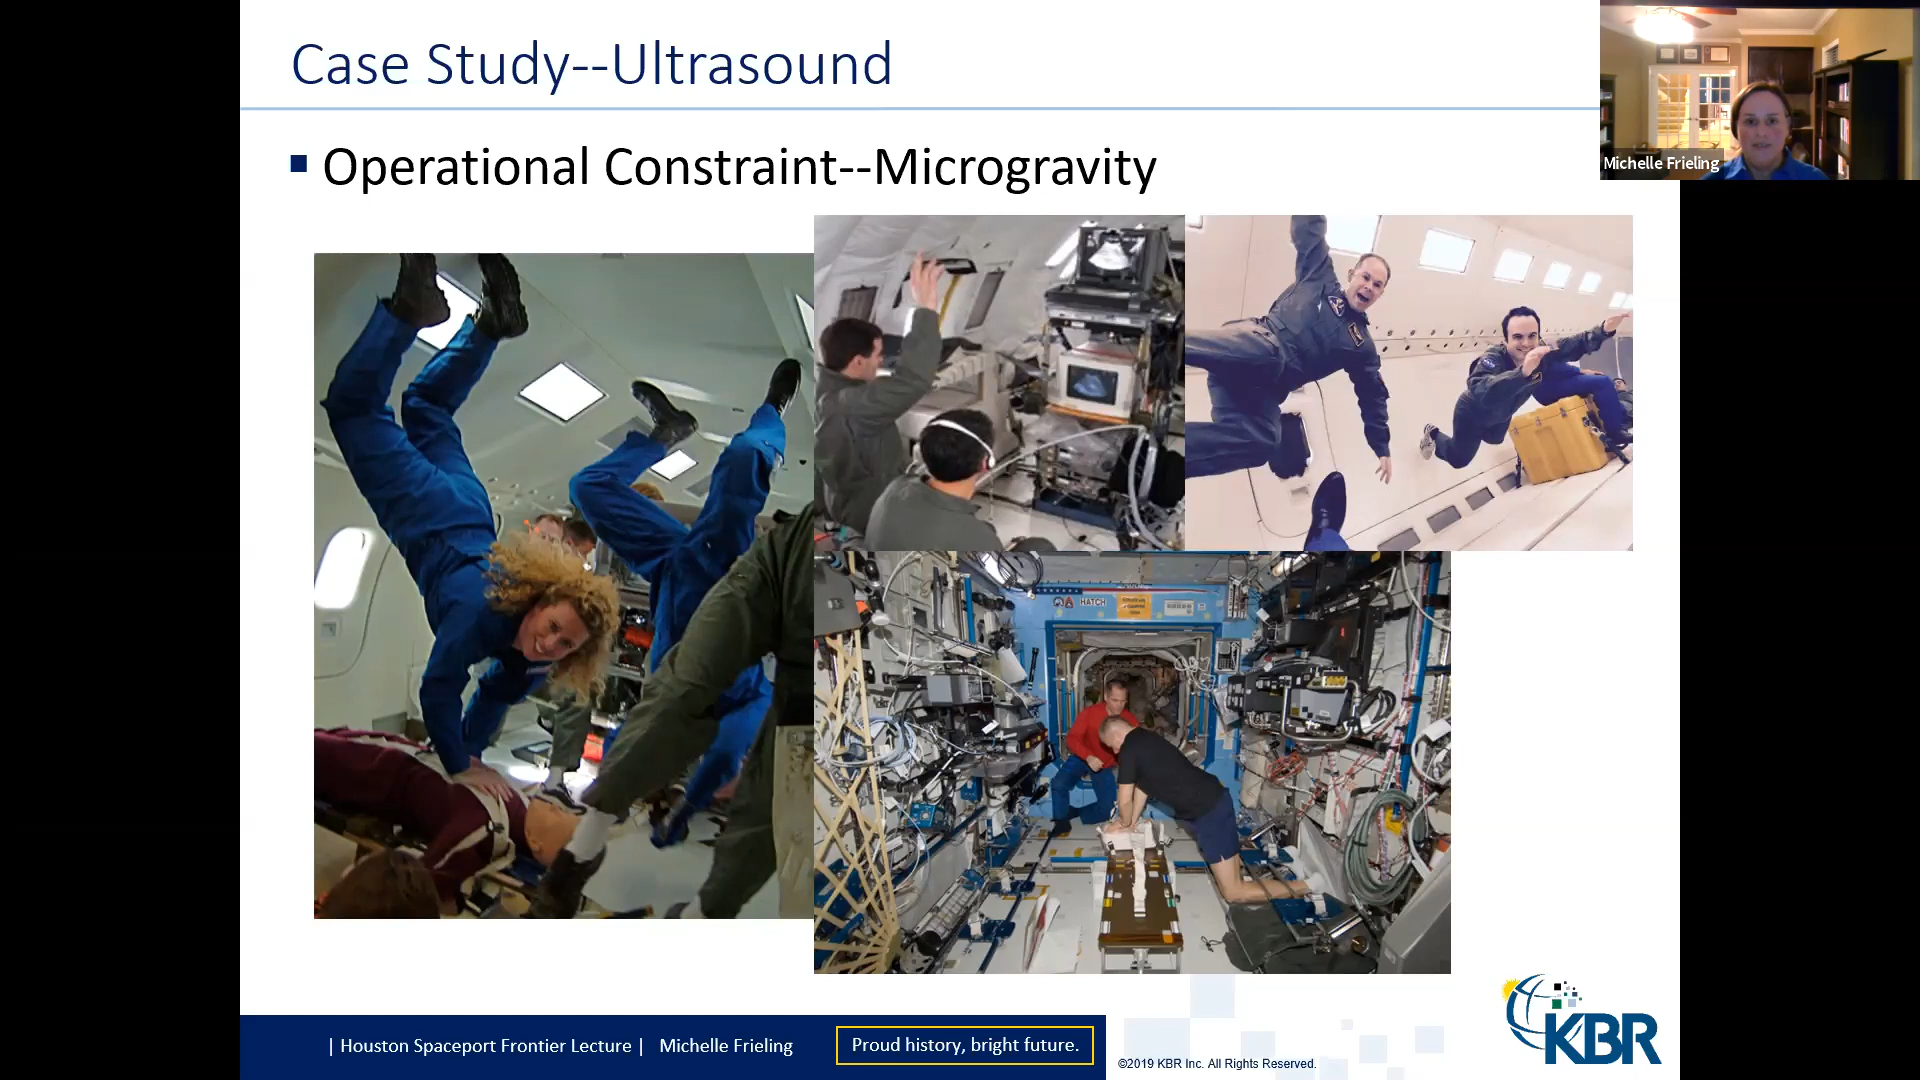 Case Study--Ultrasound
Michelle Frieling
▪ Operational Constraint--Microgravity
HATCH
| Houston Spaceport Frontier Lecture | Michelle Frieling
Proud history, bright future.
©2019 KBR Inc. All Rights Reserved.
KBR